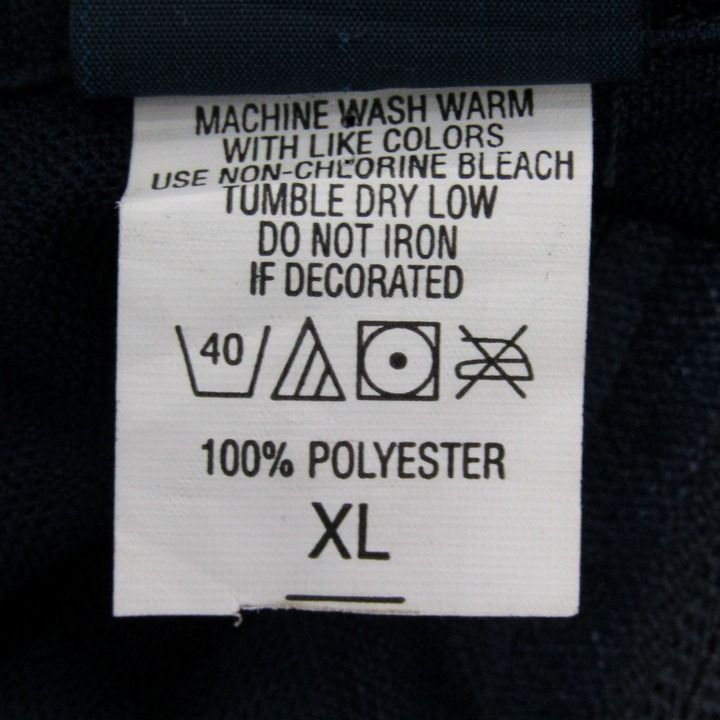 MACHINE WASH WARM
WITH LIKE COLORS
USE NON-CHLORINE BLEACH
TUMBLE DRY LOW
DO NOT IRON
IF DECORATED
40
100% POLYESTER
XL